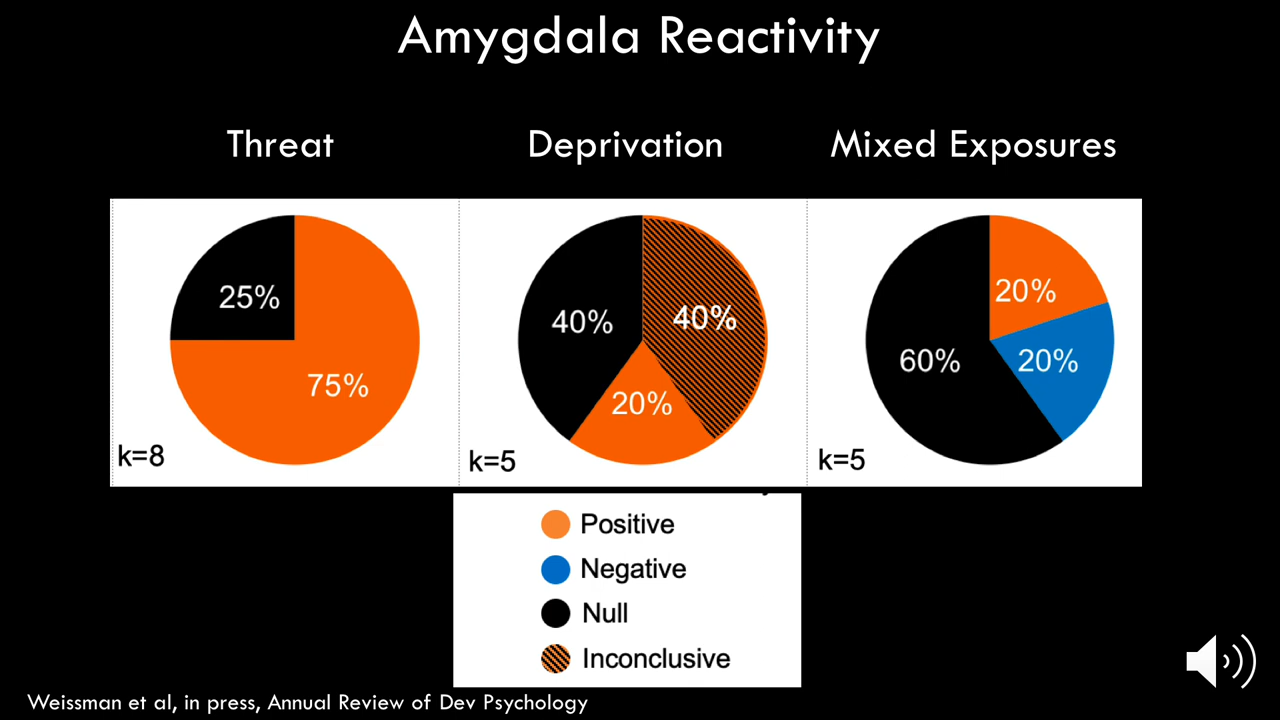 Amygdala Reactivity
Threat
Deprivation
Mixed Exposures
25%
75%
k=8
40%
40%
20%
k=5
20%
60%
20%
k=5
Positive
Negative
Null
Inconclusive
Weissman et al, in press, Annual Review of Dev Psychology